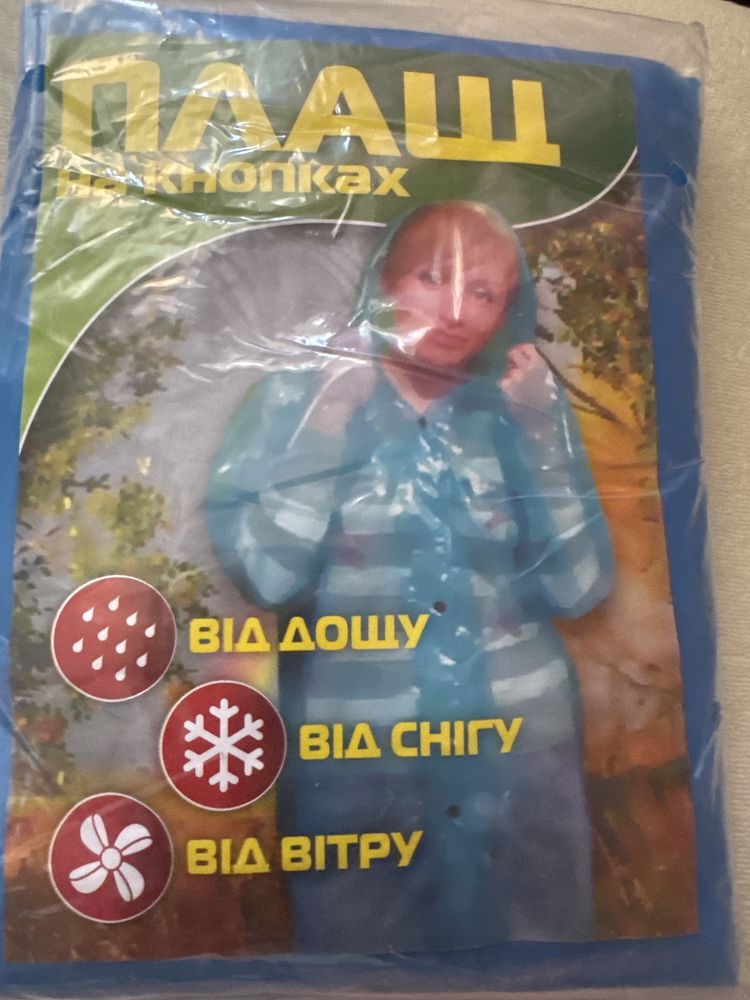 ПЛАЩ
на кнопках
ВІД ДОЩУ
ВІД СНІГУ
ВІД ВІТРУ